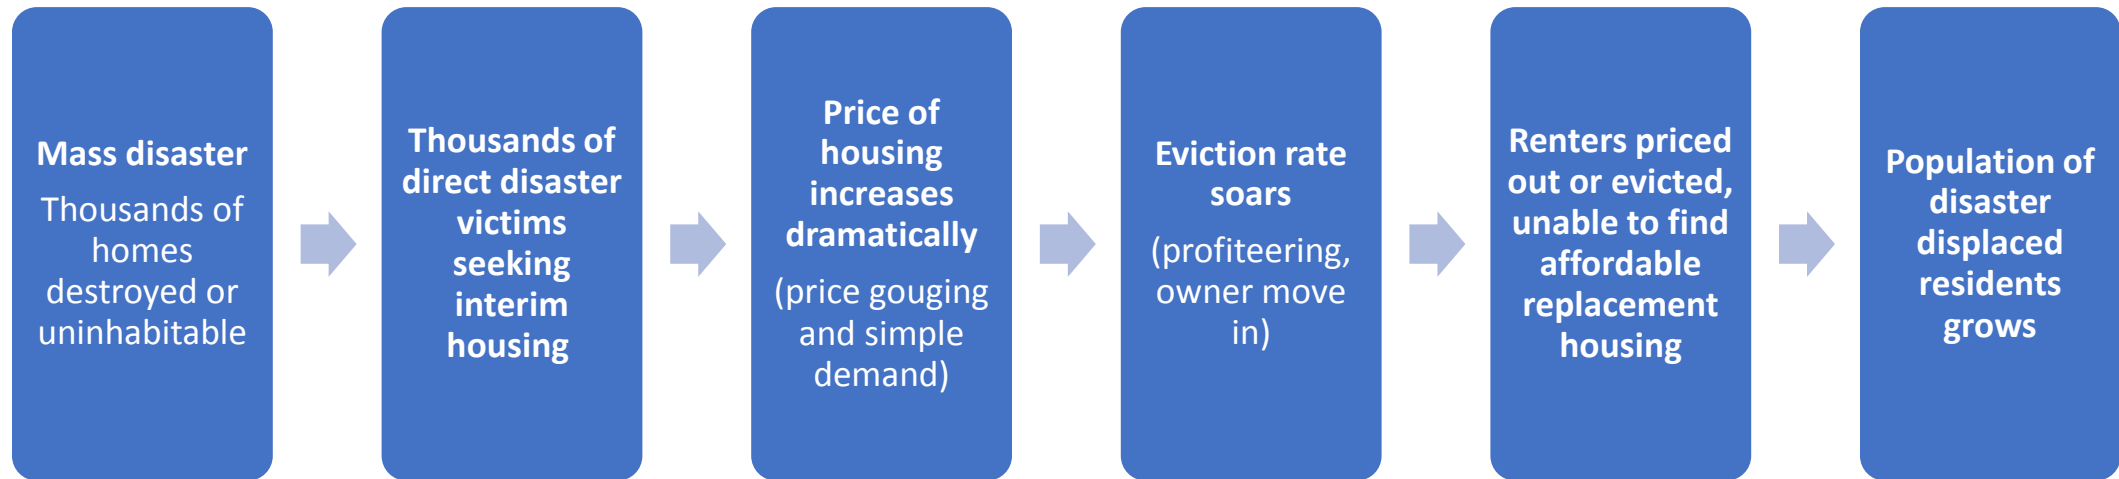 Mass disaster
Thousands of
homes
destroyed or
uninhabitable
Thousands of
direct disaster
victims
seeking
interim
housing
Price of
housing
increases
dramatically
(price gouging
and simple
demand)
Eviction rate
soars
(profiteering,
owner move
in)
Renters priced
out or evicted,
unable to find
affordable
replacement
housing
Population of
disaster
displaced
residents
grows